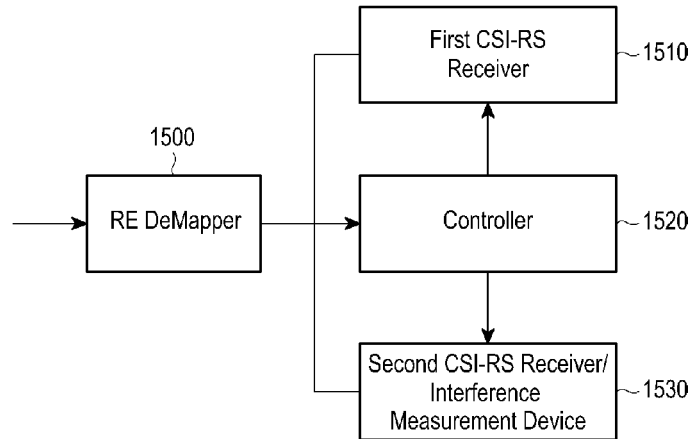 First CSI-RS
Receiver
1510
1500
RE DeMapper
Controller
1520
Second CSI-RS Receiver/
Interference
Measurement Device
1530